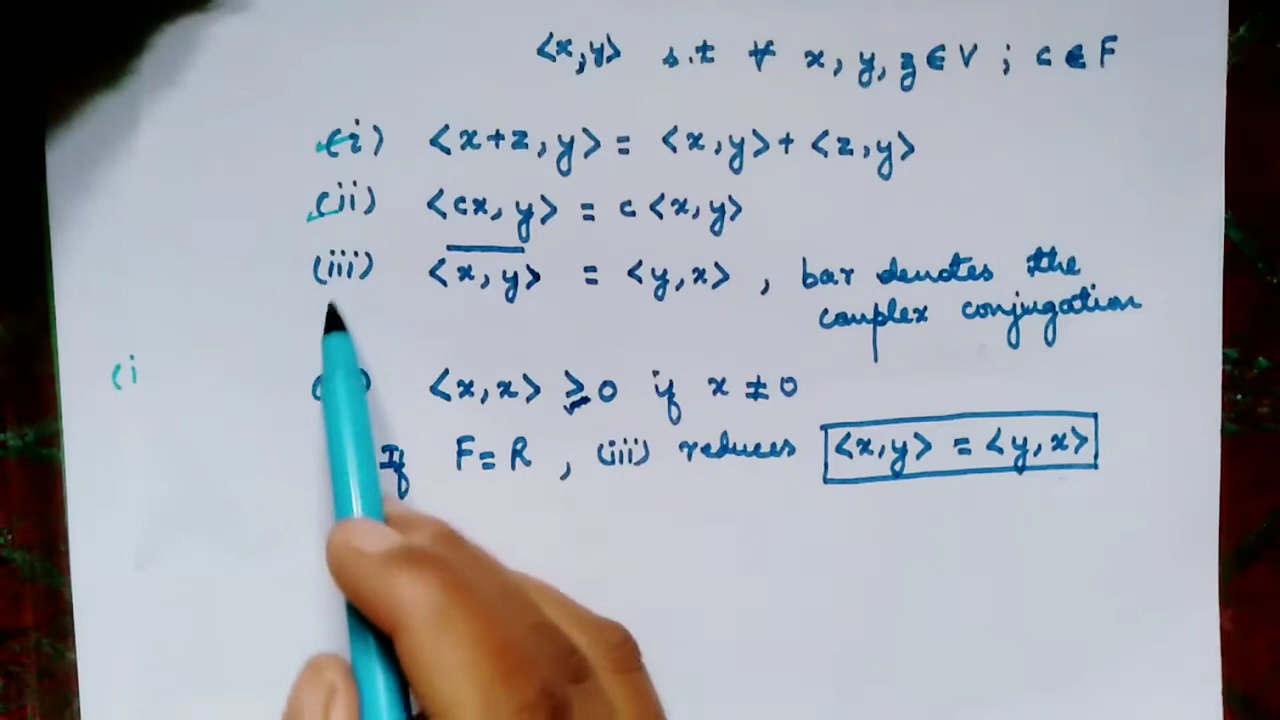 <x,y> s.t ∀ x, y, z ∈ V ; c ∈ F
(i) <x+z, y> = <x,y> + <z,y>
(ii) <cx, y> = c <x,y>
(iii) <x̅,̅ y̅> = <y,x> , bar denotes the
complex conjugation
(i
<x,x> ≥ 0 if x ≠ 0
If F = R , (iii) reduces <x,y> = <y,x>